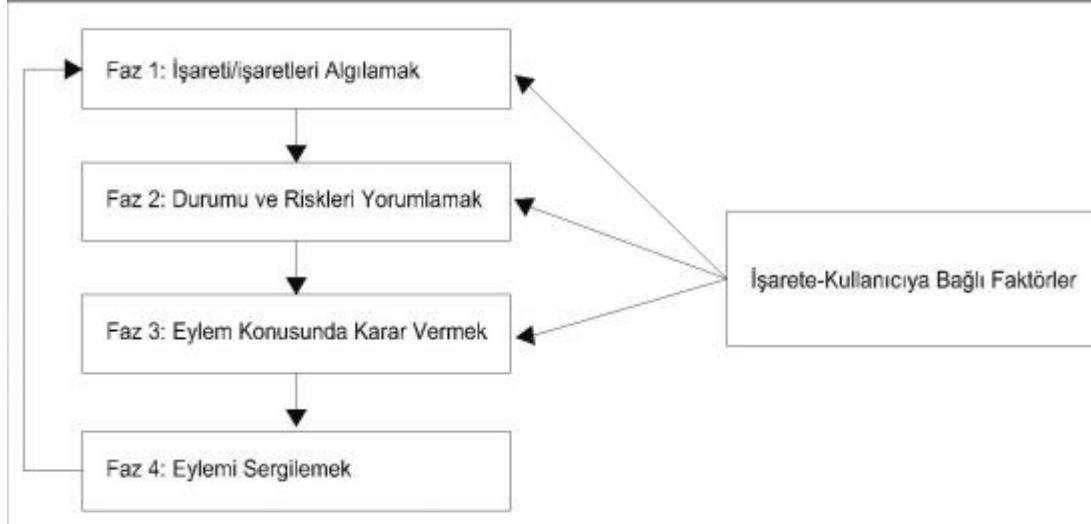 Faz 1: İşareti/işaretleri Algılamak
Faz 2: Durumu ve Riskleri Yorumlamak
Faz 3: Eylem Konusunda Karar Vermek
Faz 4: Eylemi Sergilemek
İşarete-Kullanıcıya Bağlı Faktörler